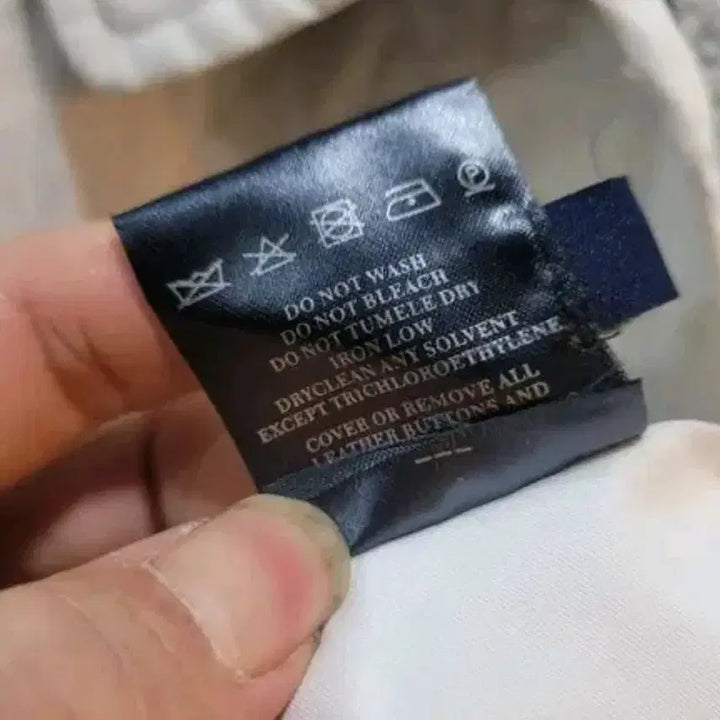 P
DO NOT WASH
DO NOT BLEACH
DO NOT TUMELE DRY
IRON LOW
DRYCLEAN ANY SOLVENT
EXCEPT TRICHLOROETHYLENE
COVER OR REMOVE ALL
LEATHER BUTTONS AND